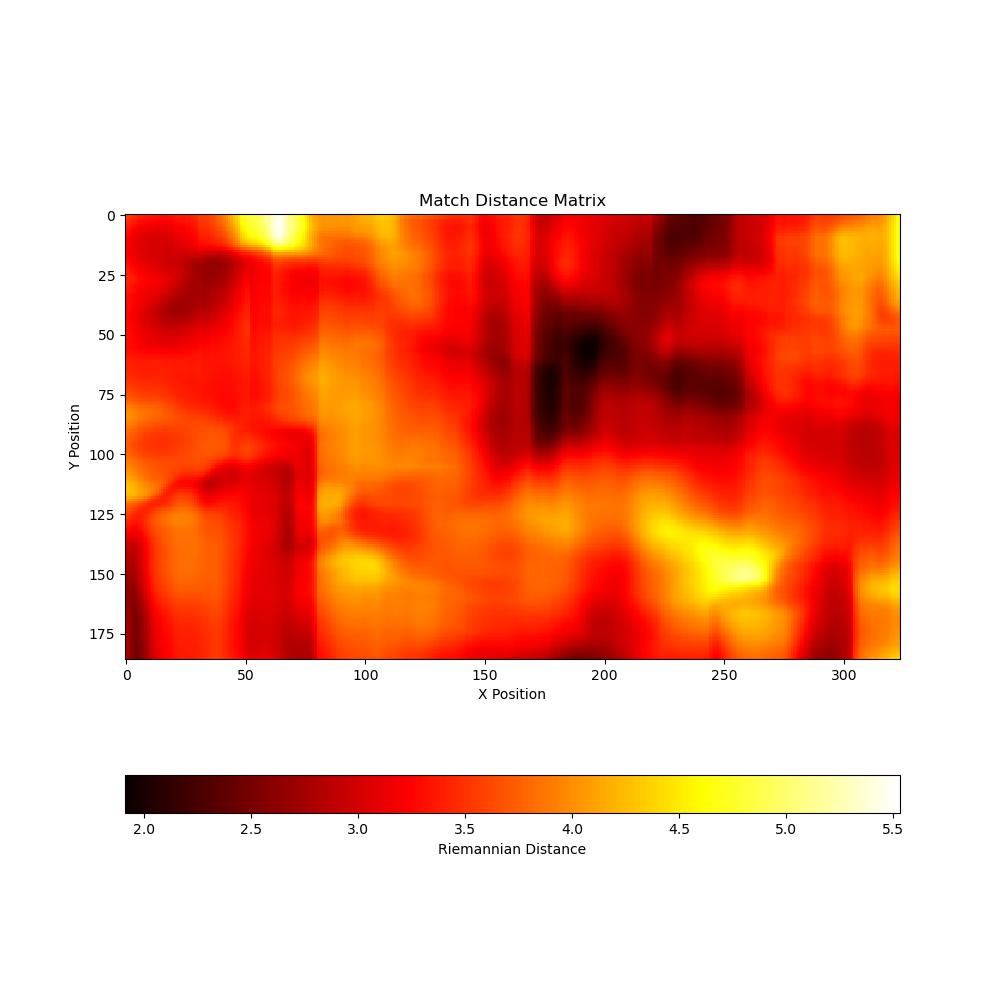 Match Distance Matrix
0
25
50
75
100
125
150
175
Y Position
0 50 100 150 200 250 300
X Position
2.0 2.5 3.0 3.5 4.0 4.5 5.0 5.5
Riemannian Distance